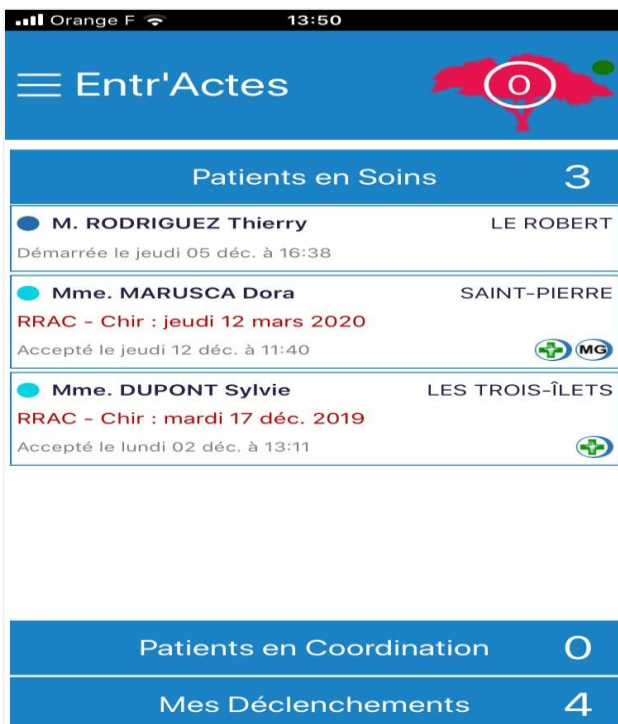 Orange F 13:50
Entr'Actes 0
Patients en Soins 3
M. RODRIGUEZ Thierry LE ROBERT
Démarrée le jeudi 05 déc. à 16:38
Mme. MARUSCA Dora SAINT-PIERRE
RRAC - Chir : jeudi 12 mars 2020
Accepté le jeudi 12 déc. à 11:40 MG
Mme. DUPONT Sylvie LES TROIS-ÎLETS
RRAC - Chir : mardi 17 déc. 2019
Accepté le lundi 02 déc. à 13:11
Patients en Coordination 0
Mes Déclenchements 4